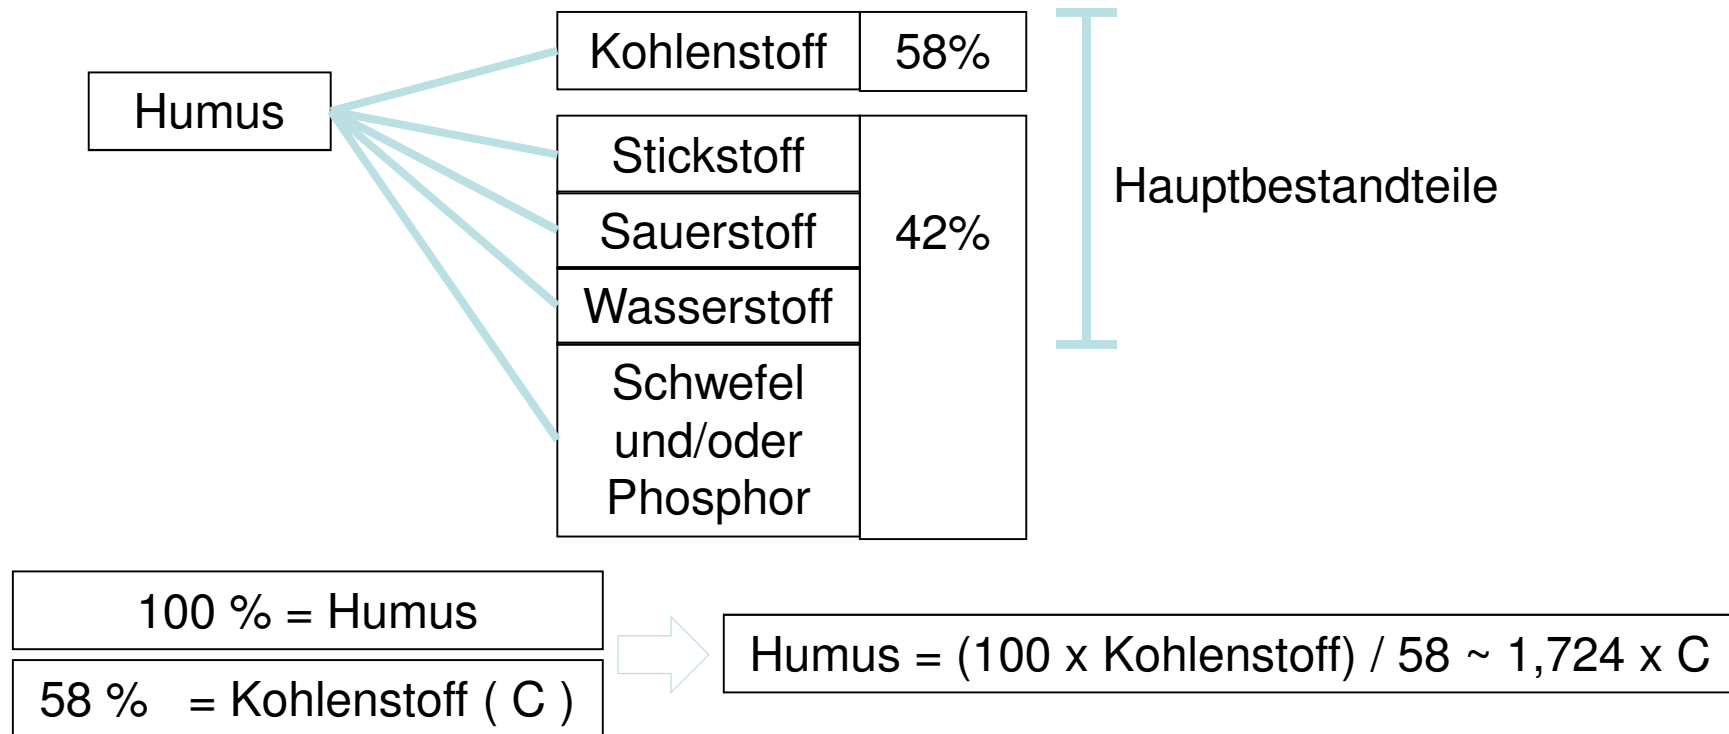 Humus
Kohlenstoff 58%
Stickstoff
Sauerstoff 42%
Wasserstoff
Schwefel
und/oder
Phosphor
Hauptbestandteile
100 % = Humus
58 % = Kohlenstoff ( C )
Humus = (100 x Kohlenstoff) / 58 ~ 1,724 x C